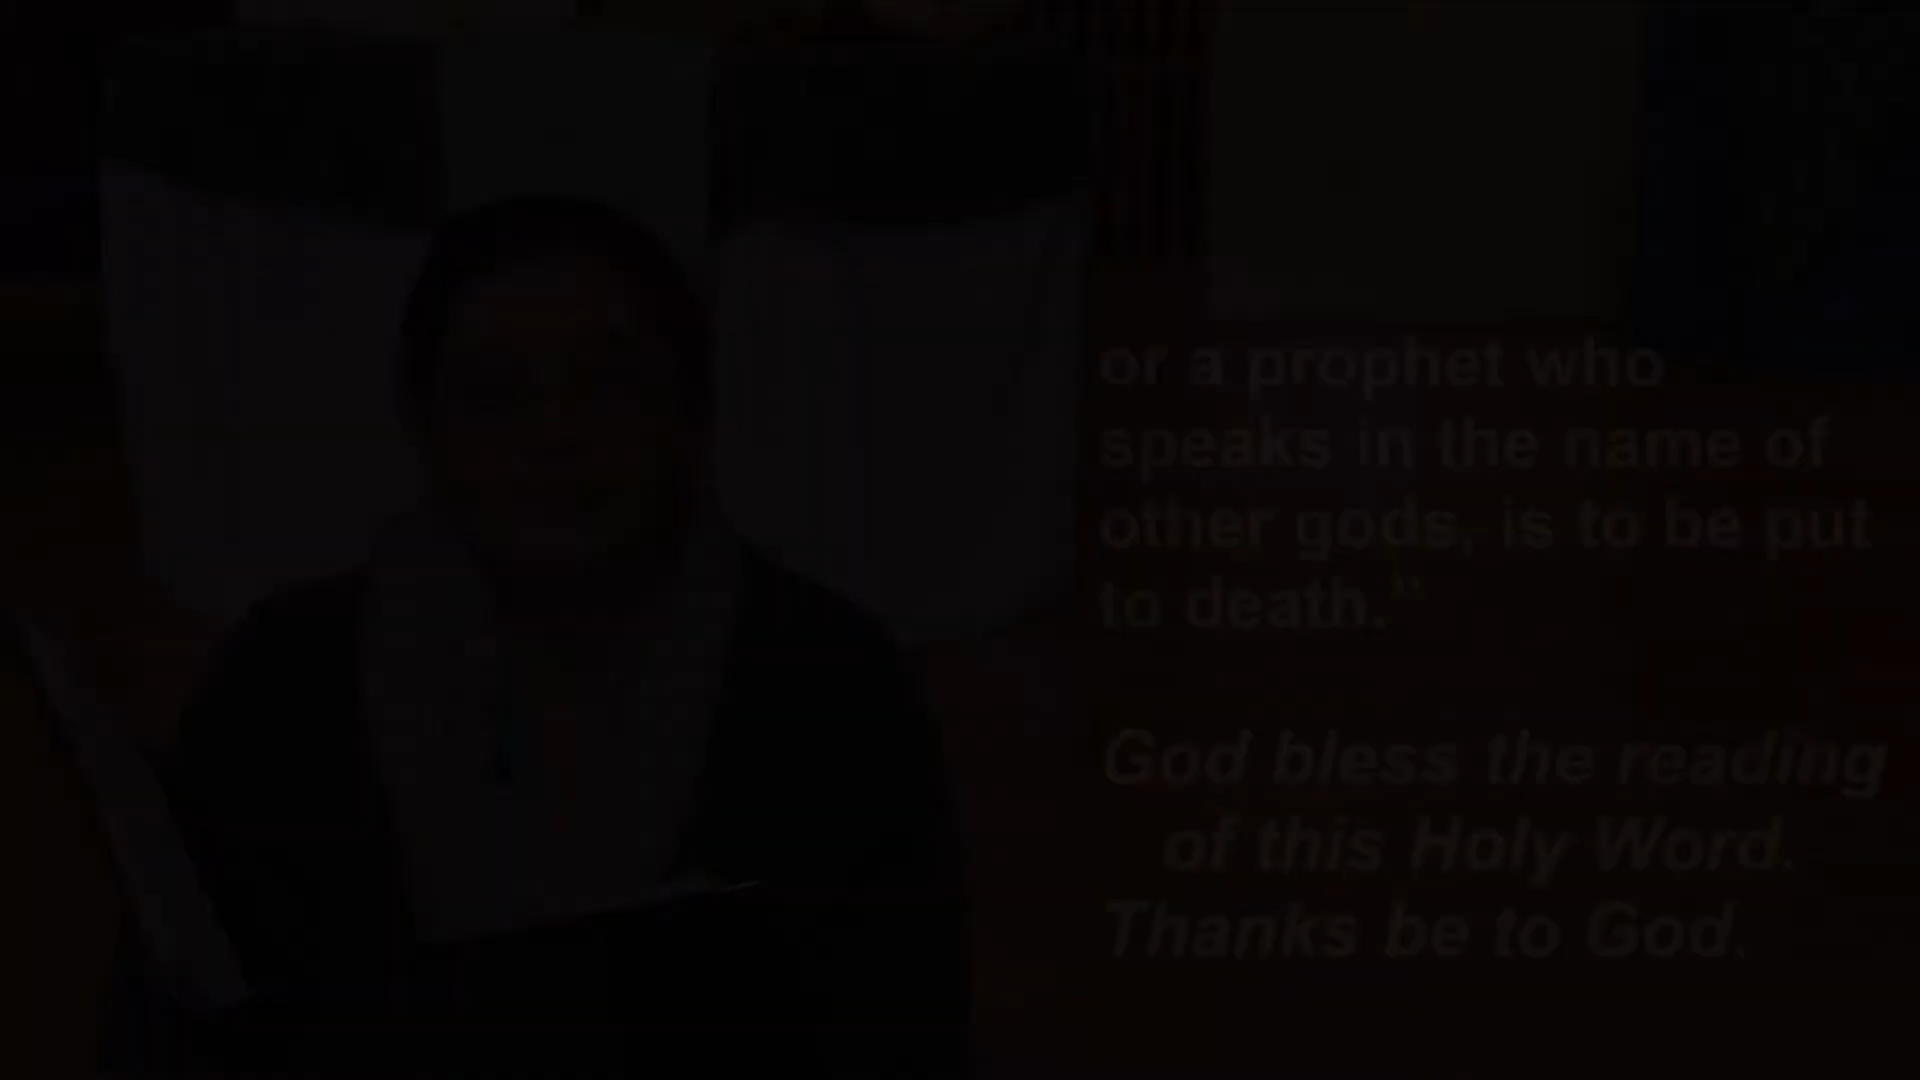 or a prophet who
speaks in the name of
other gods, is to be put
to death."
God bless the reading
of this Holy Word.
Thanks be to God.